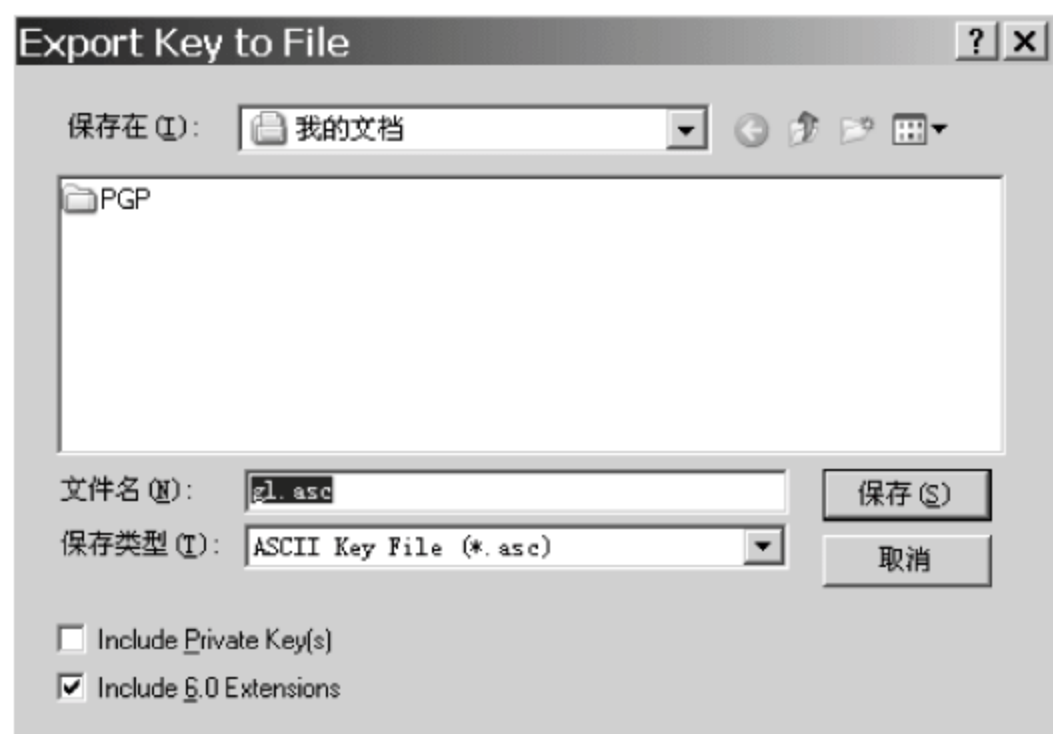 Export Key to File
保存在(I): 我的文档
PGP
文件名(N): gl.asc 保存(S)
保存类型(T): ASCII Key File (*.asc) 取消
Include Private Key(s)
Include 6.0 Extensions